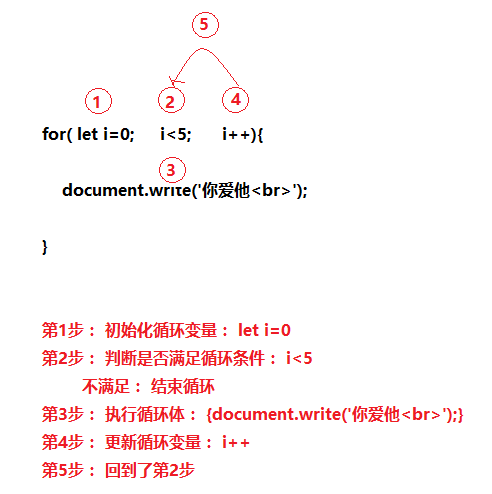 ⑤
① ② ④
for( let i=0; i<5; i++){
③
document.write('你爱他<br>');
}
第1步： 初始化循环变量： let i=0
第2步： 判断是否满足循环条件： i<5
不满足： 结束循环
第3步： 执行循环体： {document.write('你爱他<br>');}
第4步： 更新循环变量： i++
第5步： 回到了第2步